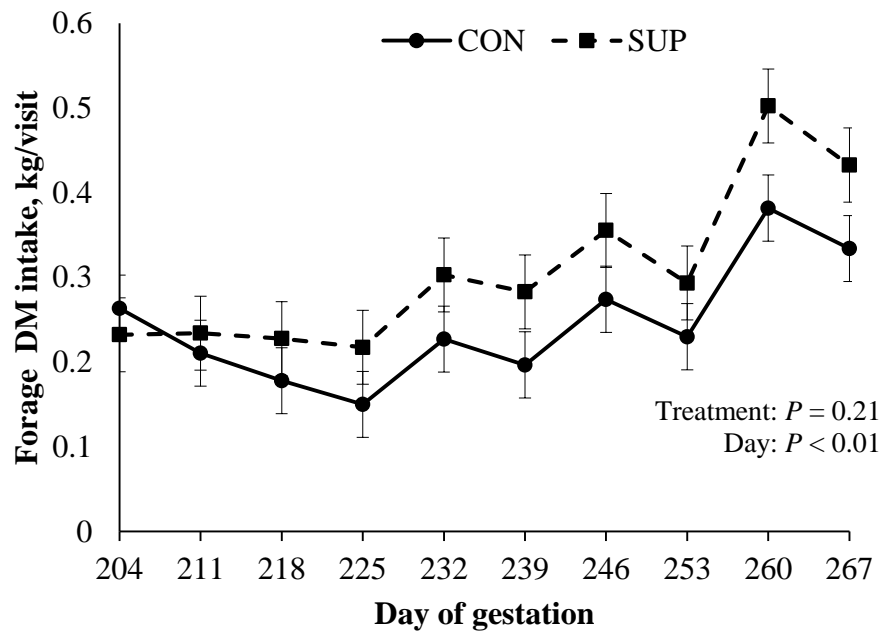 0.6
CON SUP
0.5
0.4
0.3
0.2
0.1
0
Forage DM intake, kg/visit
Treatment: P = 0.21
Day: P < 0.01
204 211 218 225 232 239 246 253 260 267
Day of gestation